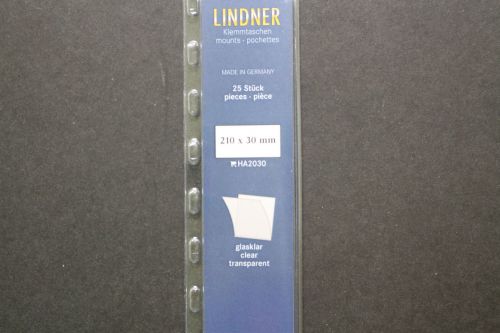 LINDNER
Klemmtaschen
mounts - pochettes
MADE IN GERMANY
25 Stück
pieces - pièce
210 x 30 mm
HA2030
glasklar
clear
transparent